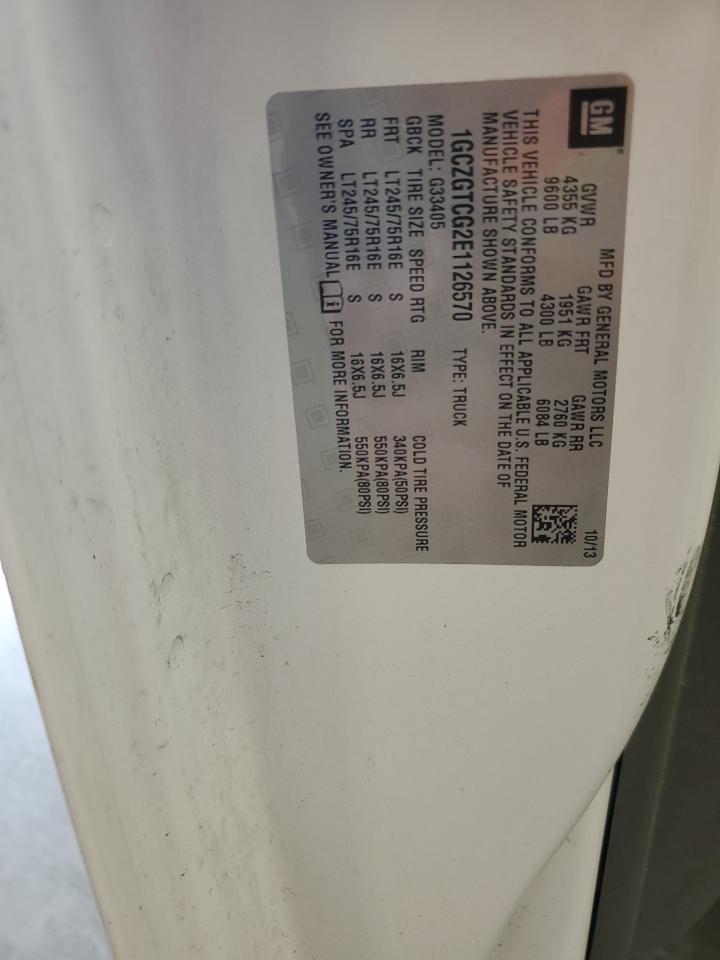 GM
MFD BY GENERAL MOTORS LLC 10/13
GVWR GAWR FRT GAWR RR
4355 KG 1951 KG 2760 KG
9600 LB 4300 LB 6084 LB
THIS VEHICLE CONFORMS TO ALL APPLICABLE U.S. FEDERAL MOTOR
VEHICLE SAFETY STANDARDS IN EFFECT ON THE DATE OF
MANUFACTURE SHOWN ABOVE.
1GCZGTCG2E1126570 TYPE: TRUCK
MODEL: G33405
GBCK TIRE SIZE SPEED RTG RIM COLD TIRE PRESSURE
FRT LT245/75R16E S 16X6.5J 340KPA(50PSI)
RR LT245/75R16E S 16X6.5J 550KPA(80PSI)
SPA LT245/75R16E S 16X6.5J 550KPA(80PSI)
SEE OWNER'S MANUAL FOR MORE INFORMATION.